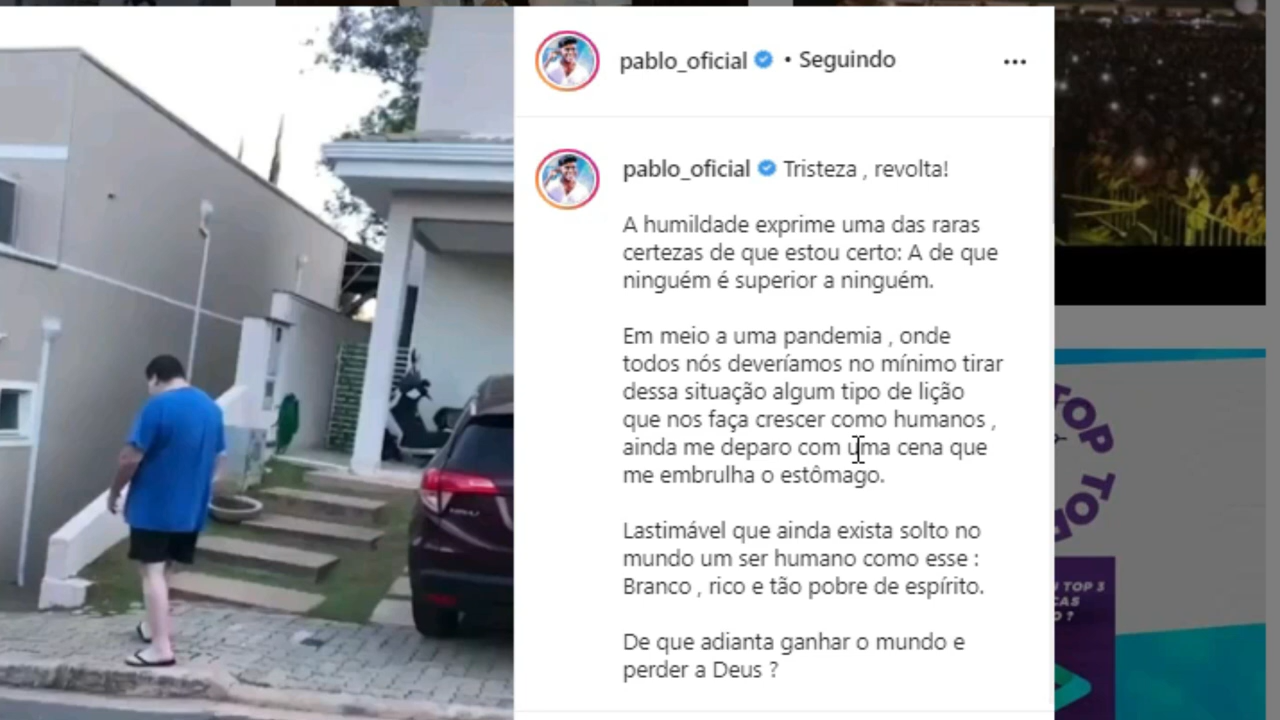 pablo_oficial • Seguindo
...
pablo_oficial Tristeza , revolta!
A humildade exprime uma das raras
certezas de que estou certo: A de que
ninguém é superior a ninguém.
Em meio a uma pandemia , onde
todos nós deveríamos no mínimo tirar
dessa situação algum tipo de lição
que nos faça crescer como humanos ,
ainda me deparo com uma cena que
me embrulha o estômago.
Lastimável que ainda exista solto no
mundo um ser humano como esse :
Branco , rico e tão pobre de espírito.
De que adianta ganhar o mundo e
perder a Deus ?
TOP
TOP
TOP 3